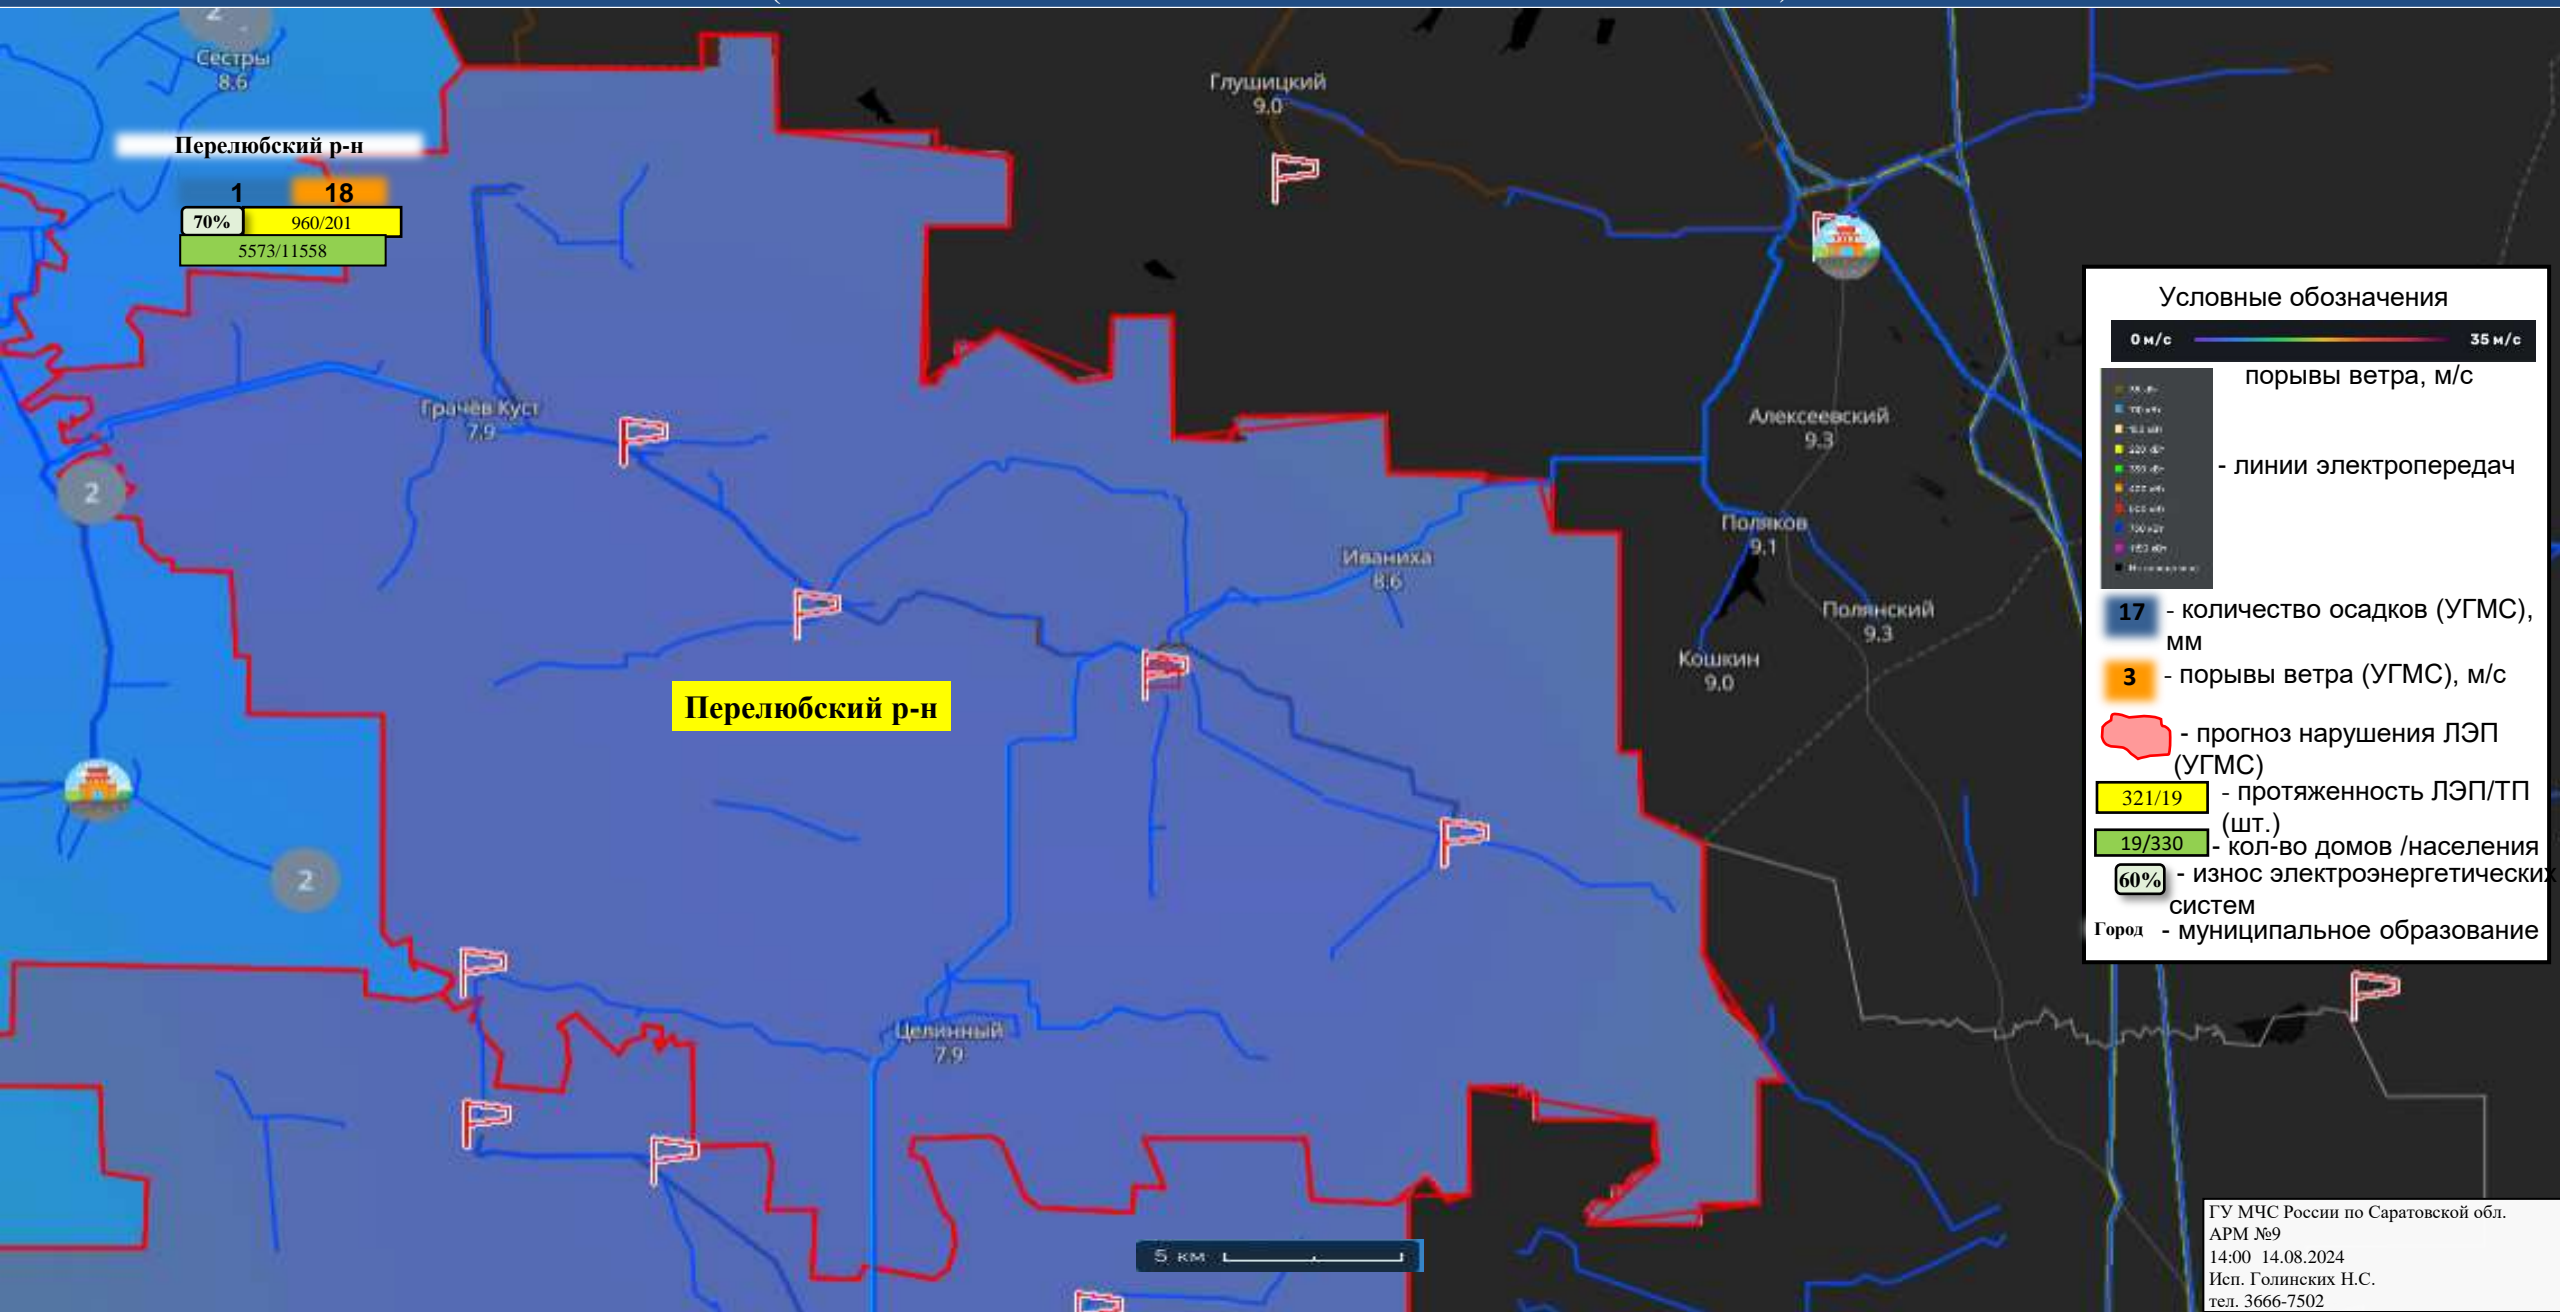 2
Сестры
8.6
Перелюбский р-н
1 18
70% 960/201
5573/11558
Глушицкий
9.0
Грачёв Куст
7.9
2
Алексеевский
9.3
Поляков
9.1
Иваниха
8.6
Полянский
9.3
Кошкин
9.0
Перелюбский р-н
2
Целинный
7.9
5 км
Условные обозначения
0 м/с 35 м/с
порывы ветра, м/с
- линии электропередач
17 - количество осадков (УГМС),
мм
3 - порывы ветра (УГМС), м/с
- прогноз нарушения ЛЭП
(УГМС)
321/19 - протяженность ЛЭП/ТП
(шт.)
19/330 - кол-во домов /населения
60% - износ электроэнергетических
систем
Город - муниципальное образование
ГУ МЧС России по Саратовской обл.
АРМ №9
14:00 14.08.2024
Исп. Голинских Н.С.
тел. 3666-7502